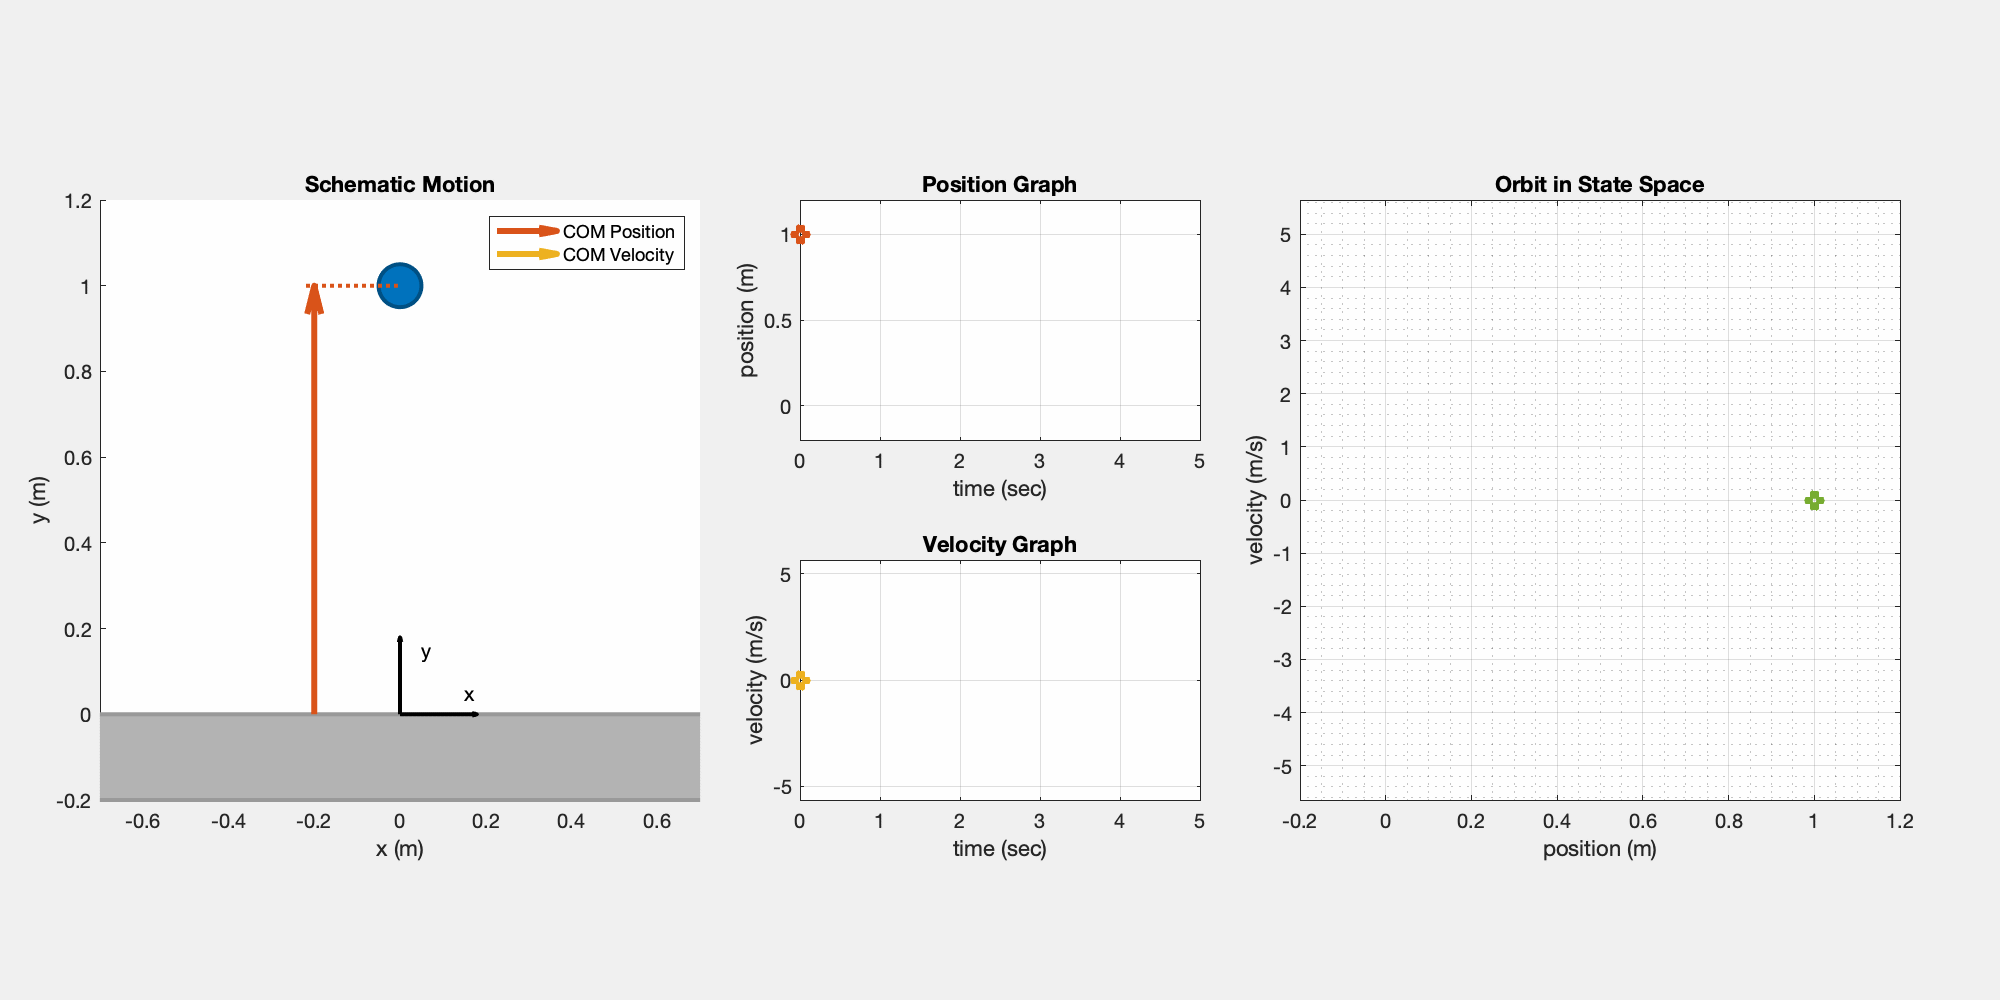 Schematic Motion
1.2
1
0.8
0.6
0.4
0.2
0
-0.2
y (m)
COM Position
COM Velocity
y
x
-0.6 -0.4 -0.2 0 0.2 0.4 0.6
x (m)
Position Graph
1
0.5
0
position (m)
0 1 2 3 4 5
time (sec)
Velocity Graph
5
0
-5
velocity (m/s)
0 1 2 3 4 5
time (sec)
Orbit in State Space
5
4
3
2
1
0
-1
-2
-3
-4
-5
velocity (m/s)
-0.2 0 0.2 0.4 0.6 0.8 1 1.2
position (m)